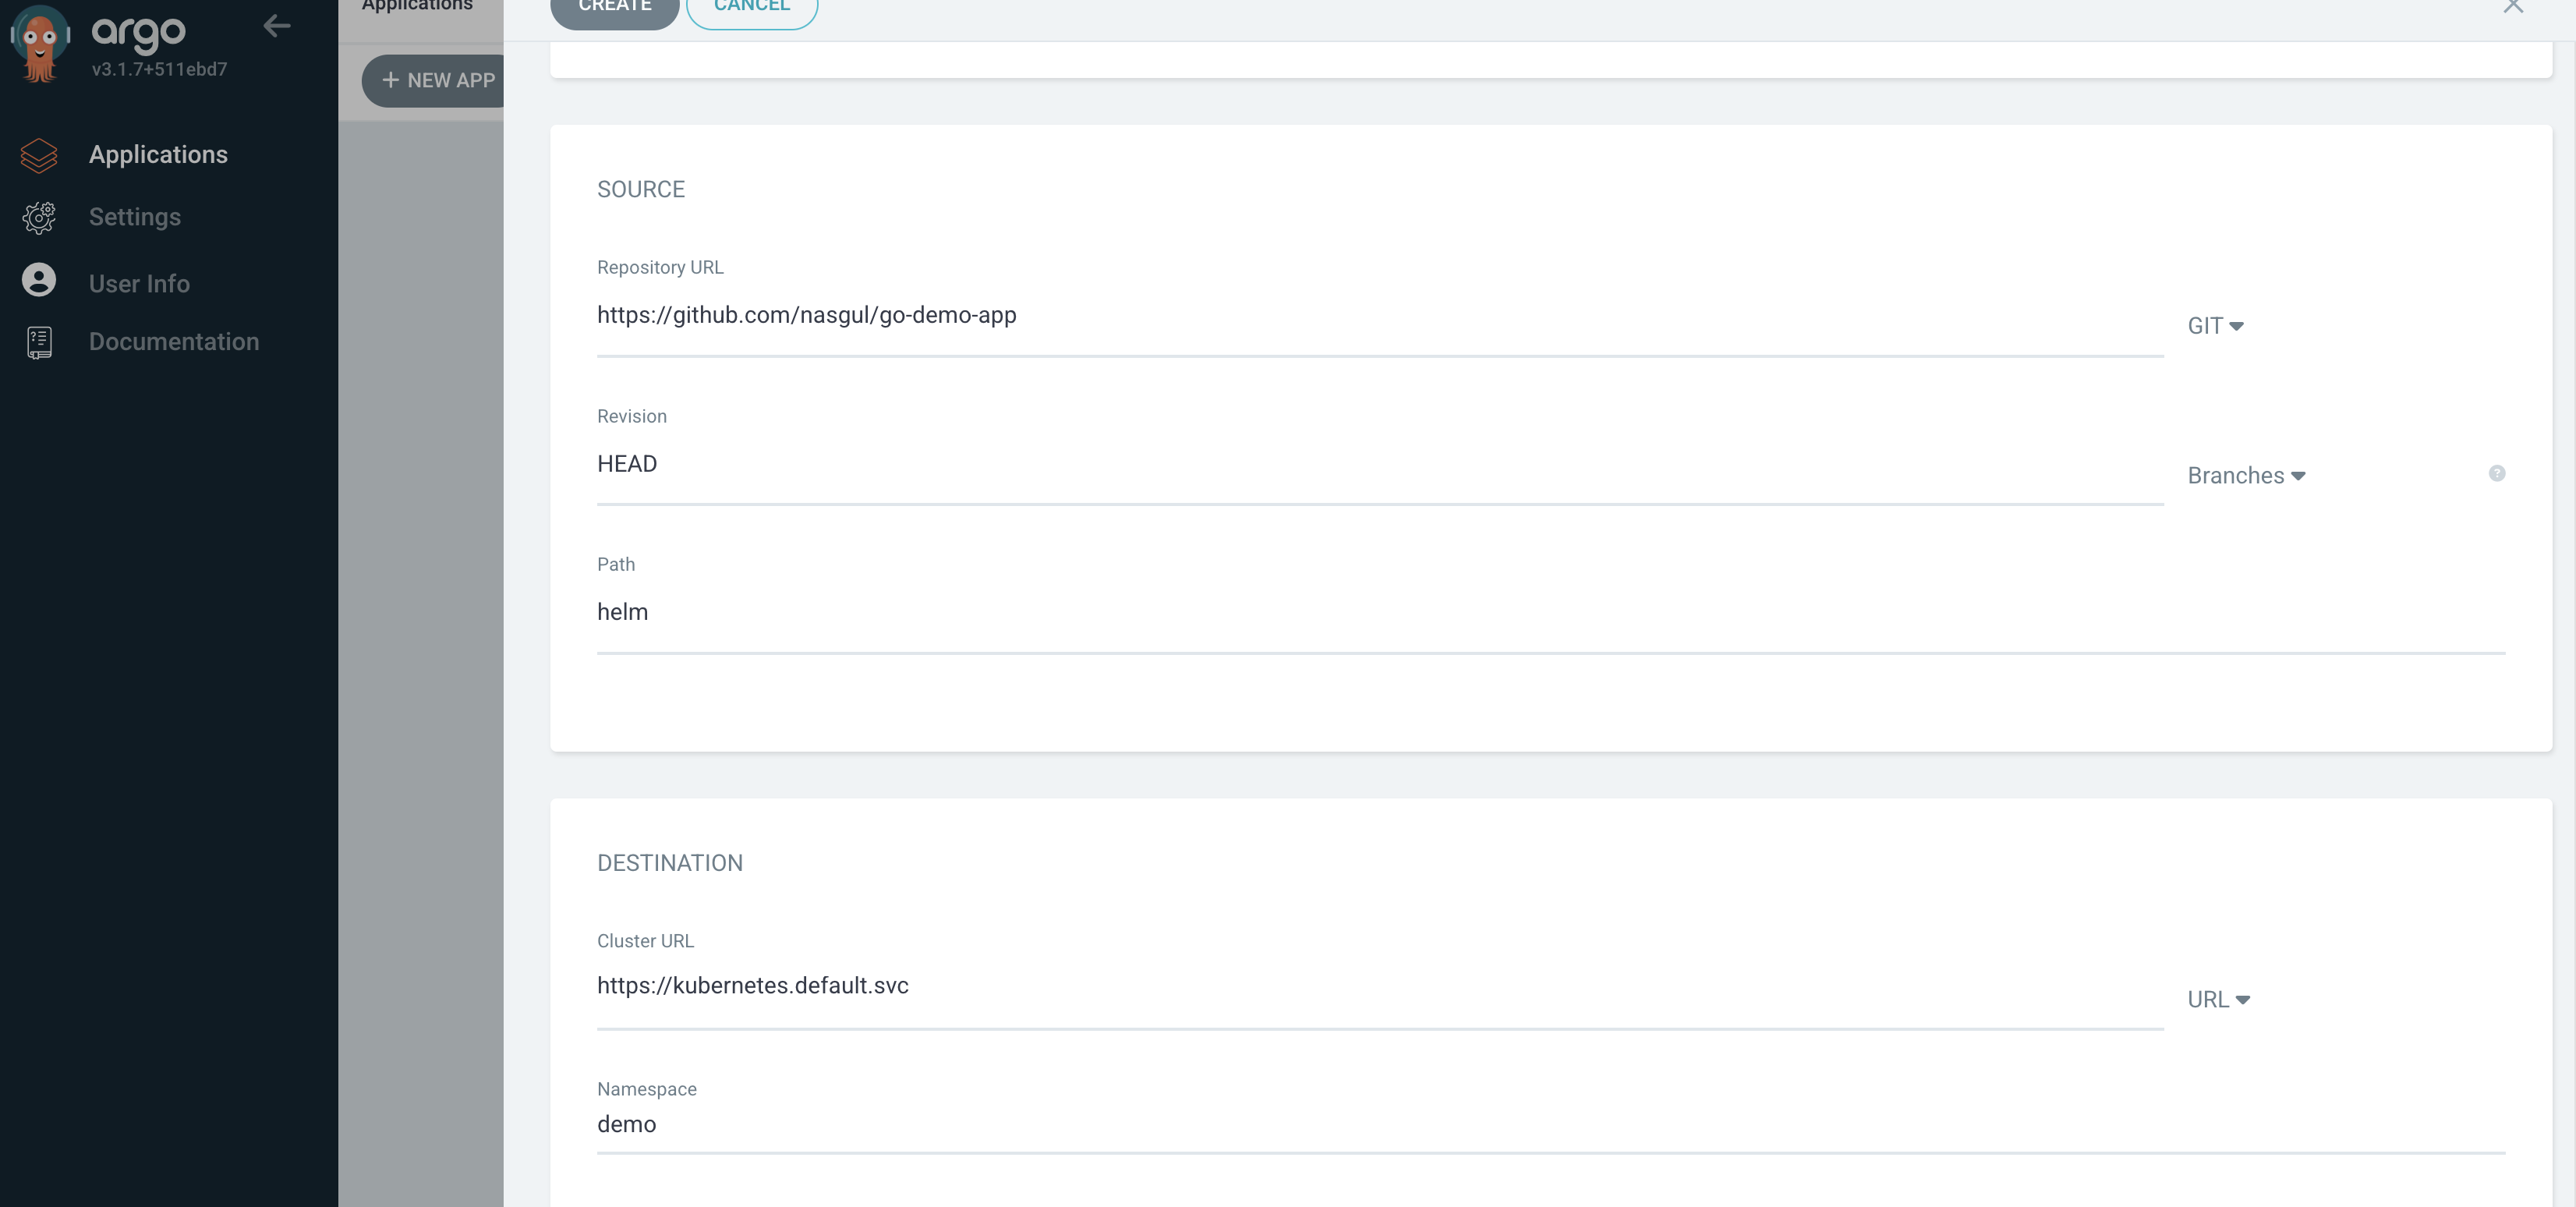 argo
v3.1.7+511ebd7
Applications
Settings
User Info
Documentation
Applications
+ NEW APP
CREATE
CANCEL
SOURCE
Repository URL
https://github.com/nasgul/go-demo-app
GIT
Revision
HEAD
Branches
?
Path
helm
DESTINATION
Cluster URL
https://kubernetes.default.svc
URL
Namespace
demo